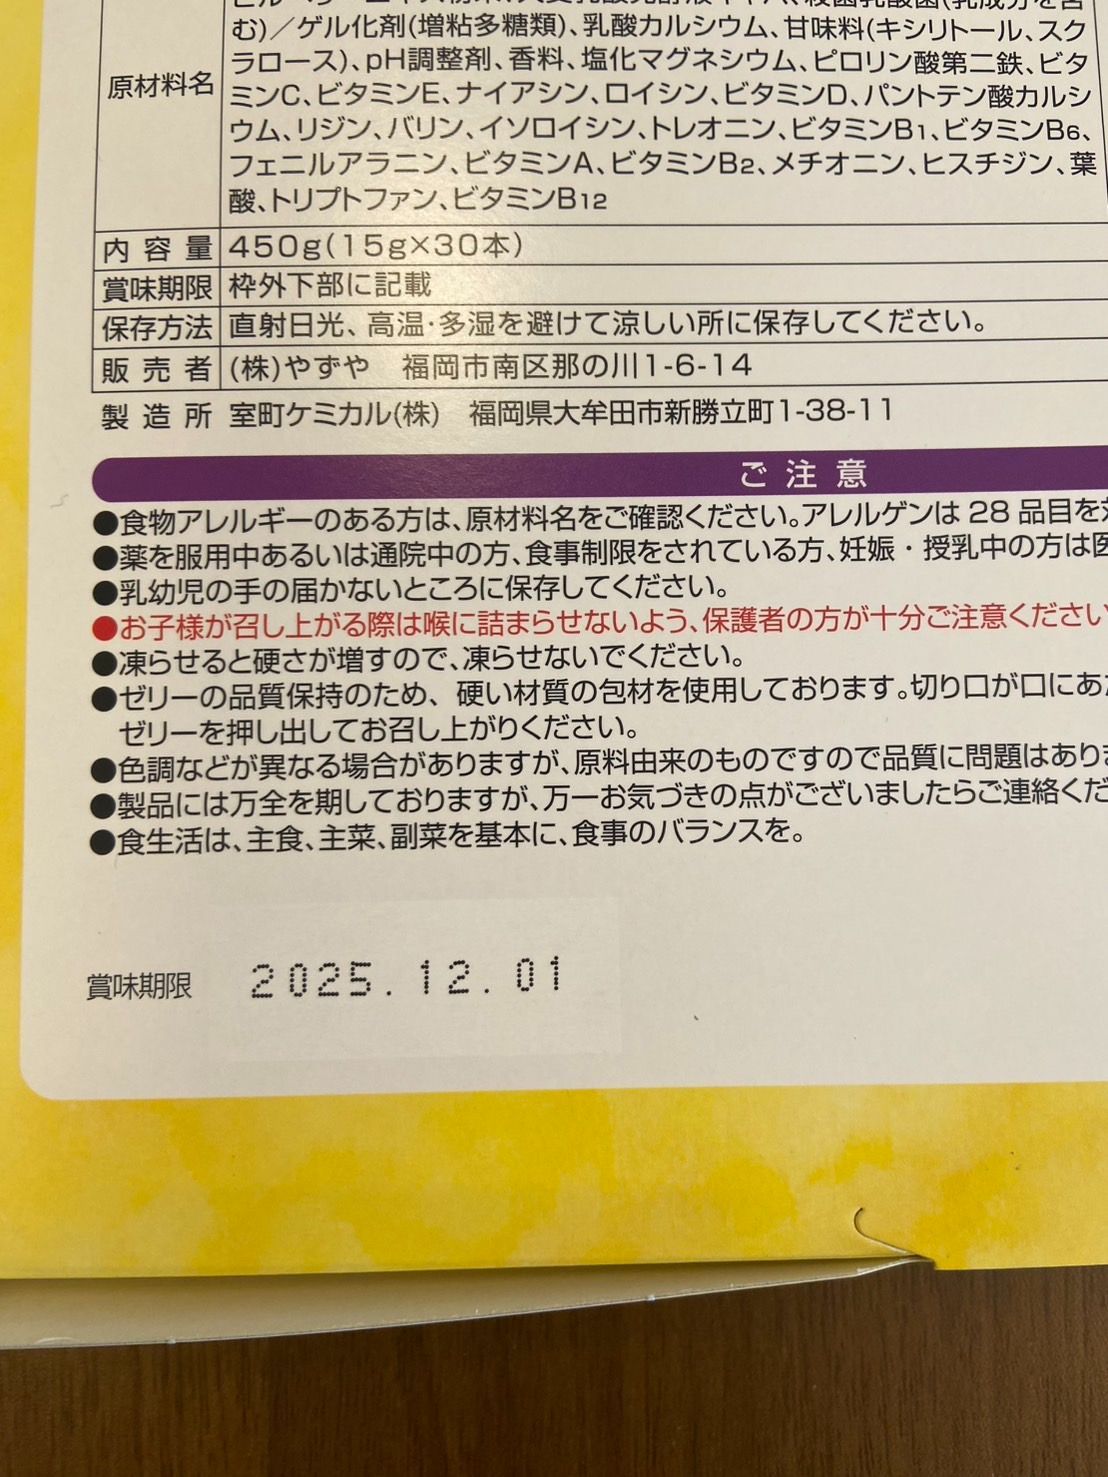 む)／ゲル化剤(増粘多糖類)、乳酸カルシウム、甘味料(キシリトール、スク
原材料名
ラロース)、pH調整剤、香料、塩化マグネシウム、ピロリン酸第二鉄、ビタ
ミンC、ビタミンE、ナイアシン、ロイシン、ビタミンD、パントテン酸カルシ
ウム、リジン、バリン、イソロイシン、トレオニン、ビタミンB1、ビタミンB6、
フェニルアラニン、ビタミンA、ビタミンB2、メチオニン、ヒスチジン、葉
酸、トリプトファン、ビタミンB12
内容量 450g(15g×30本)
賞味期限 枠外下部に記載
保存方法 直射日光、高温･多湿を避けて涼しい所に保存してください。
販売者 (株)やずや 福岡市南区那の川1-6-14
製造所 室町ケミカル(株) 福岡県大牟田市新勝立町1-38-11
ご注意
●食物アレルギーのある方は、原材料名をご確認ください。アレルゲンは28品目を
●薬を服用中あるいは通院中の方、食事制限をされている方、妊娠・授乳中の方は医
●乳幼児の手の届かないところに保存してください。
●お子様が召し上がる際は喉に詰まらせないよう、保護者の方が十分ご注意ください
●凍らせると硬さが増すので、凍らせないでください。
●ゼリーの品質保持のため、硬い材質の包材を使用しております。切り口が口にあ
ゼリーを押し出してお召し上がりください。
●色調などが異なる場合がありますが、原料由来のものですので品質に問題はあり
●製品には万全を期しておりますが、万一お気づきの点がございましたらご連絡くだ
●食生活は、主食、主菜、副菜を基本に、食事のバランスを。
賞味期限 2025.12.01